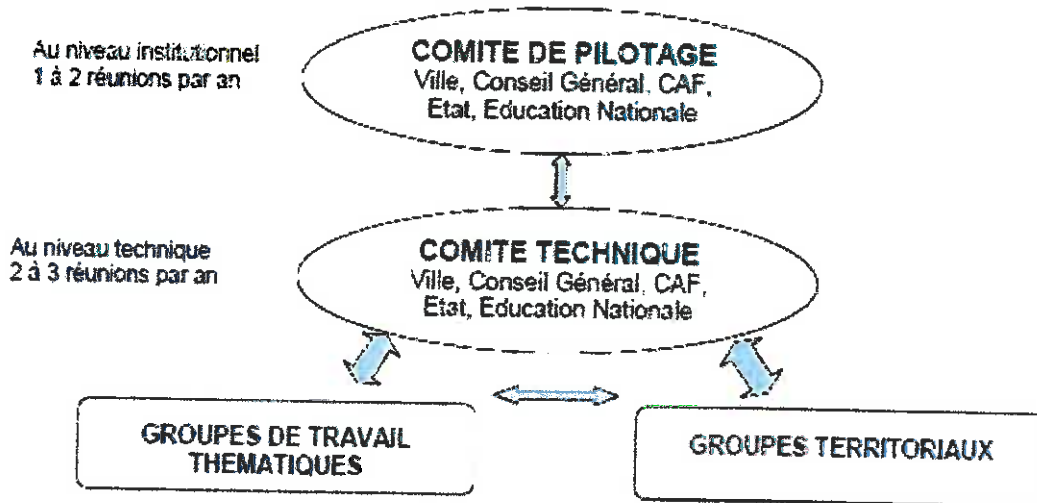 Au niveau institutionnel
1 à 2 réunions par an
COMITE DE PILOTAGE
Ville, Conseil Général, CAF,
Etat, Education Nationale
Au niveau technique
2 à 3 réunions par an
COMITE TECHNIQUE
Ville, Conseil Général, CAF,
Etat, Education Nationale
GROUPES DE TRAVAIL
THEMATIQUES
GROUPES TERRITORIAUX